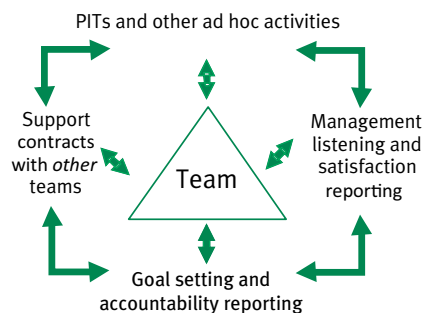 PITs and other ad hoc activities
Support
contracts
with other
teams
Team
Management
listening and
satisfaction
reporting
Goal setting and
accountability reporting